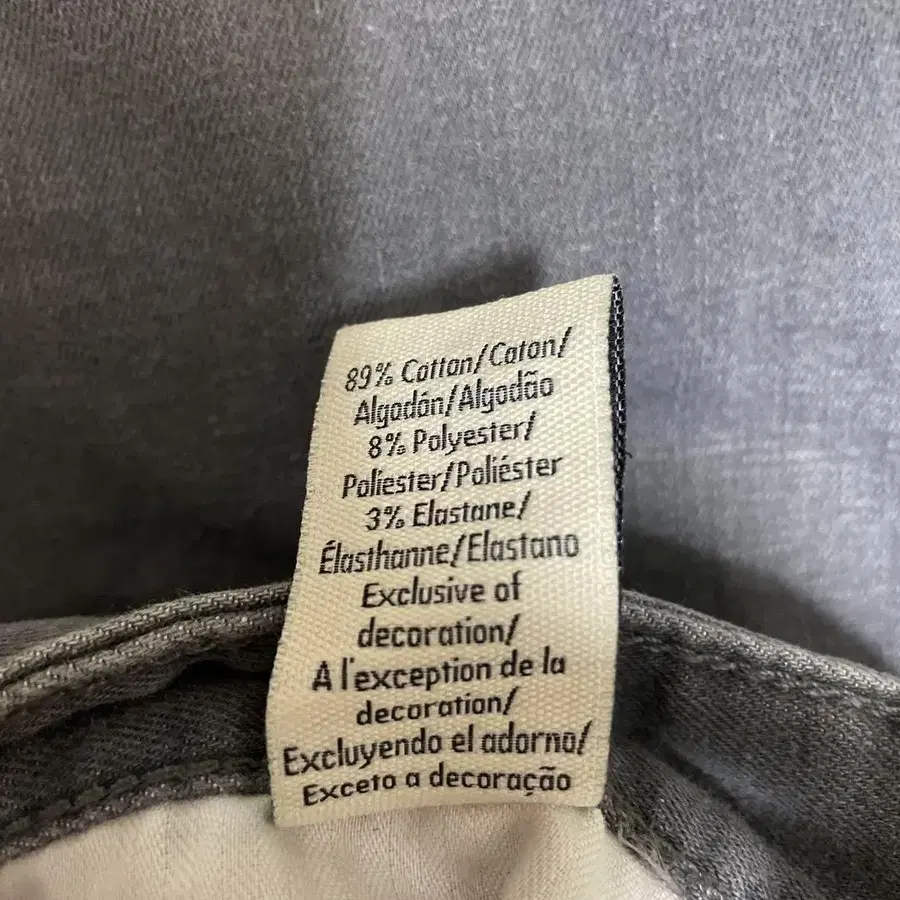 89% Cotton/Coton/
Algodón/Algodão
8% Polyester/
Poliester/Poliéster
3% Elastane/
Élasthanne/Elastano
Exclusive of
decoration/
A l'exception de la
decoration/
Excluyendo el adorno/
Exceto a decoração